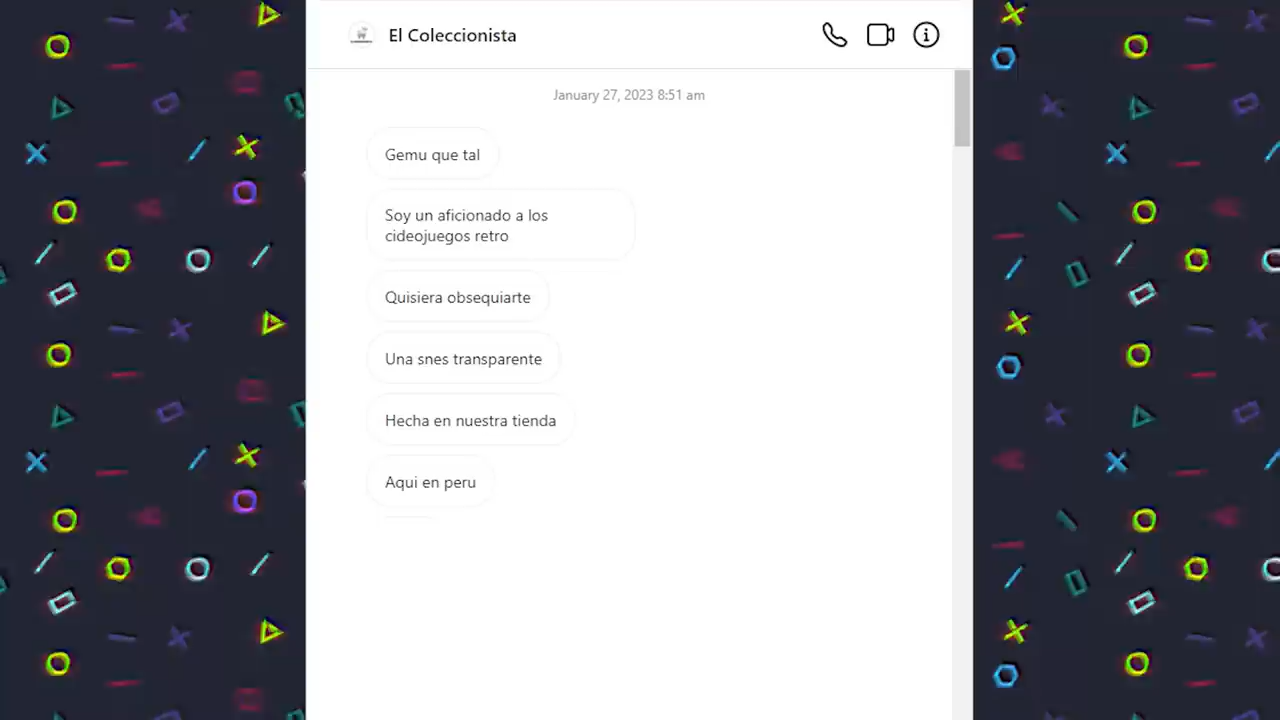 El Coleccionista
January 27, 2023 8:51 am
Gemu que tal
Soy un aficionado a los
cideojuegos retro
Quisiera obsequiarte
Una snes transparente
Hecha en nuestra tienda
Aqui en peru